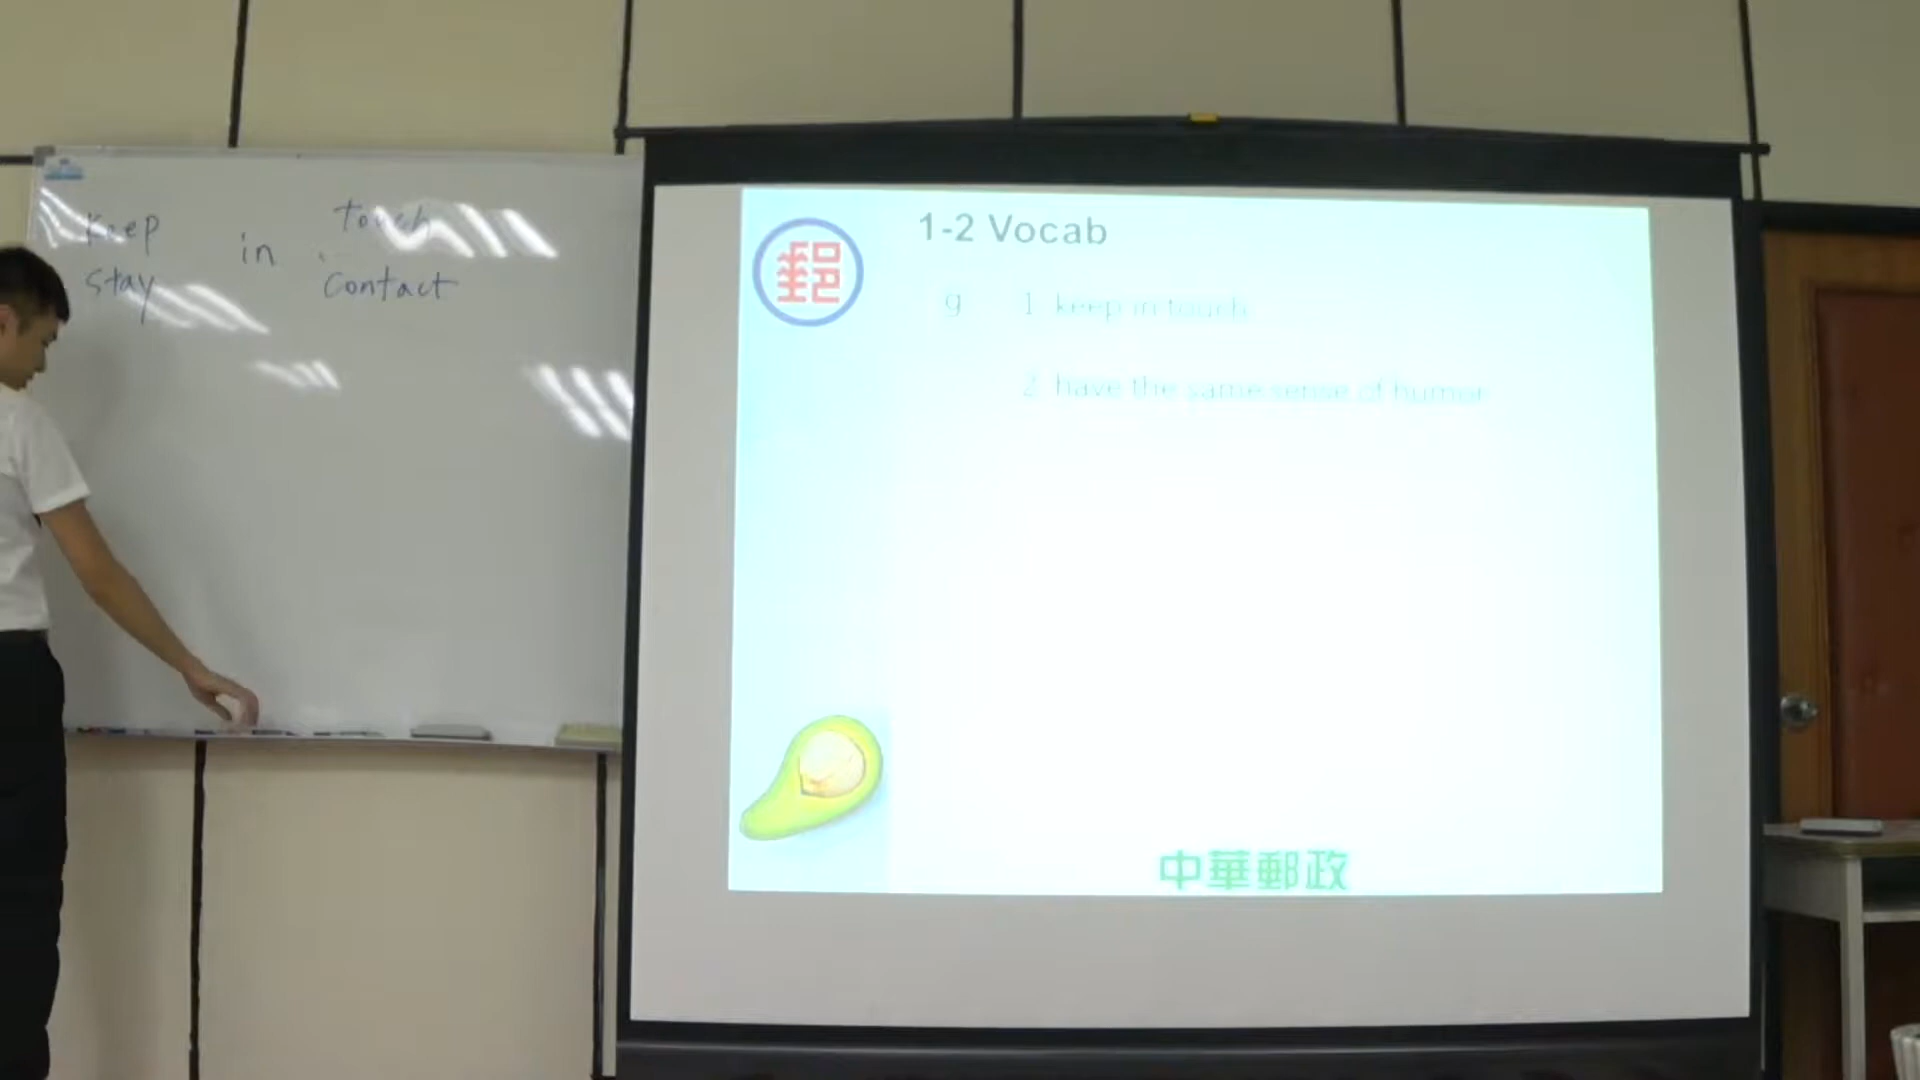 keep in touch
stay contact
郵
1-2 Vocab
g 1 keep in touch
2 have the same sense of humor
中華郵政